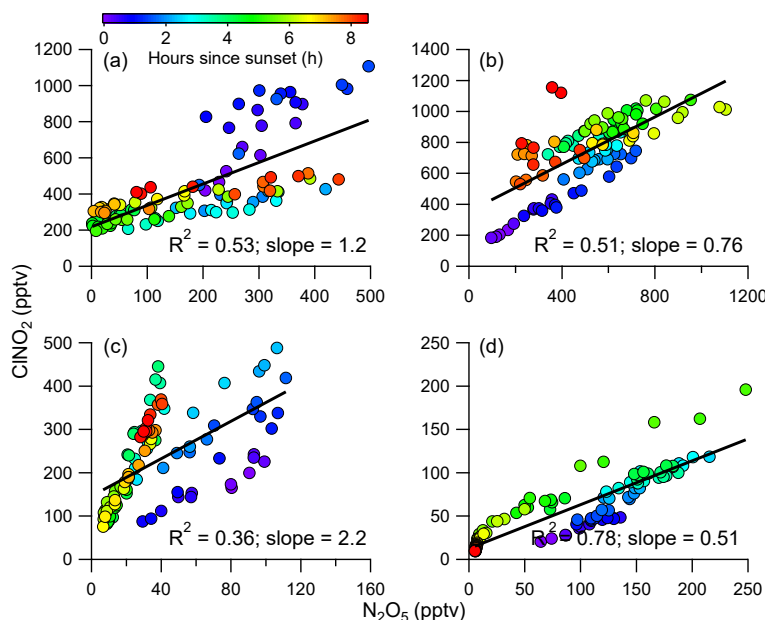 0 2 4 6 8
Hours since sunset (h)
(a)
1200
1000
800
600
400
200
0
0 100 200 300 400 500
R² = 0.53; slope = 1.2
(b)
1400
1200
1000
800
600
400
200
0
0 400 800 1200
R² = 0.51; slope = 0.76
ClNO₂ (pptv)
(c)
500
400
300
200
100
0
0 40 80 120 160
R² = 0.36; slope = 2.2
(d)
250
200
150
100
50
0
0 50 100 150 200 250
R² = 0.78; slope = 0.51
N₂O₅ (pptv)